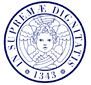 IN SUPREMÆ DIGNITATIS
· 1343 ·